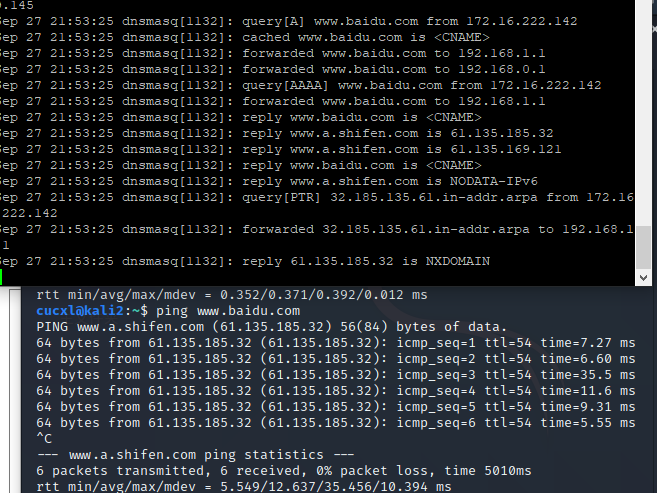 0.145
Sep 27 21:53:25 dnsmasq[1132]: query[A] www.baidu.com from 172.16.222.142
Sep 27 21:53:25 dnsmasq[1132]: cached www.baidu.com is <CNAME>
Sep 27 21:53:25 dnsmasq[1132]: forwarded www.baidu.com to 192.168.1.1
Sep 27 21:53:25 dnsmasq[1132]: forwarded www.baidu.com to 192.168.0.1
Sep 27 21:53:25 dnsmasq[1132]: query[AAAA] www.baidu.com from 172.16.222.142
Sep 27 21:53:25 dnsmasq[1132]: forwarded www.baidu.com to 192.168.1.1
Sep 27 21:53:25 dnsmasq[1132]: reply www.baidu.com is <CNAME>
Sep 27 21:53:25 dnsmasq[1132]: reply www.a.shifen.com is 61.135.185.32
Sep 27 21:53:25 dnsmasq[1132]: reply www.a.shifen.com is 61.135.169.121
Sep 27 21:53:25 dnsmasq[1132]: reply www.baidu.com is <CNAME>
Sep 27 21:53:25 dnsmasq[1132]: reply www.a.shifen.com is NODATA-IPv6
Sep 27 21:53:25 dnsmasq[1132]: query[PTR] 32.185.135.61.in-addr.arpa from 172.16
.222.142
Sep 27 21:53:25 dnsmasq[1132]: forwarded 32.185.135.61.in-addr.arpa to 192.168.1
.1
Sep 27 21:53:25 dnsmasq[1132]: reply 61.135.185.32 is NXDOMAIN
rtt min/avg/max/mdev = 0.352/0.371/0.392/0.012 ms
cucxl@kali2:~$ ping www.baidu.com
PING www.a.shifen.com (61.135.185.32) 56(84) bytes of data.
64 bytes from 61.135.185.32 (61.135.185.32): icmp_seq=1 ttl=54 time=7.27 ms
64 bytes from 61.135.185.32 (61.135.185.32): icmp_seq=2 ttl=54 time=6.60 ms
64 bytes from 61.135.185.32 (61.135.185.32): icmp_seq=3 ttl=54 time=35.5 ms
64 bytes from 61.135.185.32 (61.135.185.32): icmp_seq=4 ttl=54 time=11.6 ms
64 bytes from 61.135.185.32 (61.135.185.32): icmp_seq=5 ttl=54 time=9.31 ms
64 bytes from 61.135.185.32 (61.135.185.32): icmp_seq=6 ttl=54 time=5.55 ms
^C
--- www.a.shifen.com ping statistics ---
6 packets transmitted, 6 received, 0% packet loss, time 5010ms
rtt min/avg/max/mdev = 5.549/12.637/35.456/10.394 ms